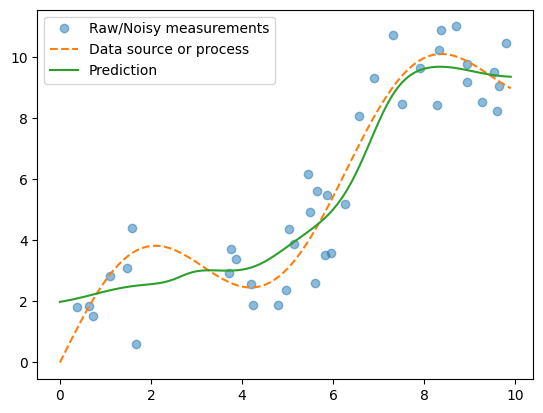 Raw/Noisy measurements
Data source or process
Prediction
10
8
6
4
2
0
0 2 4 6 8 10